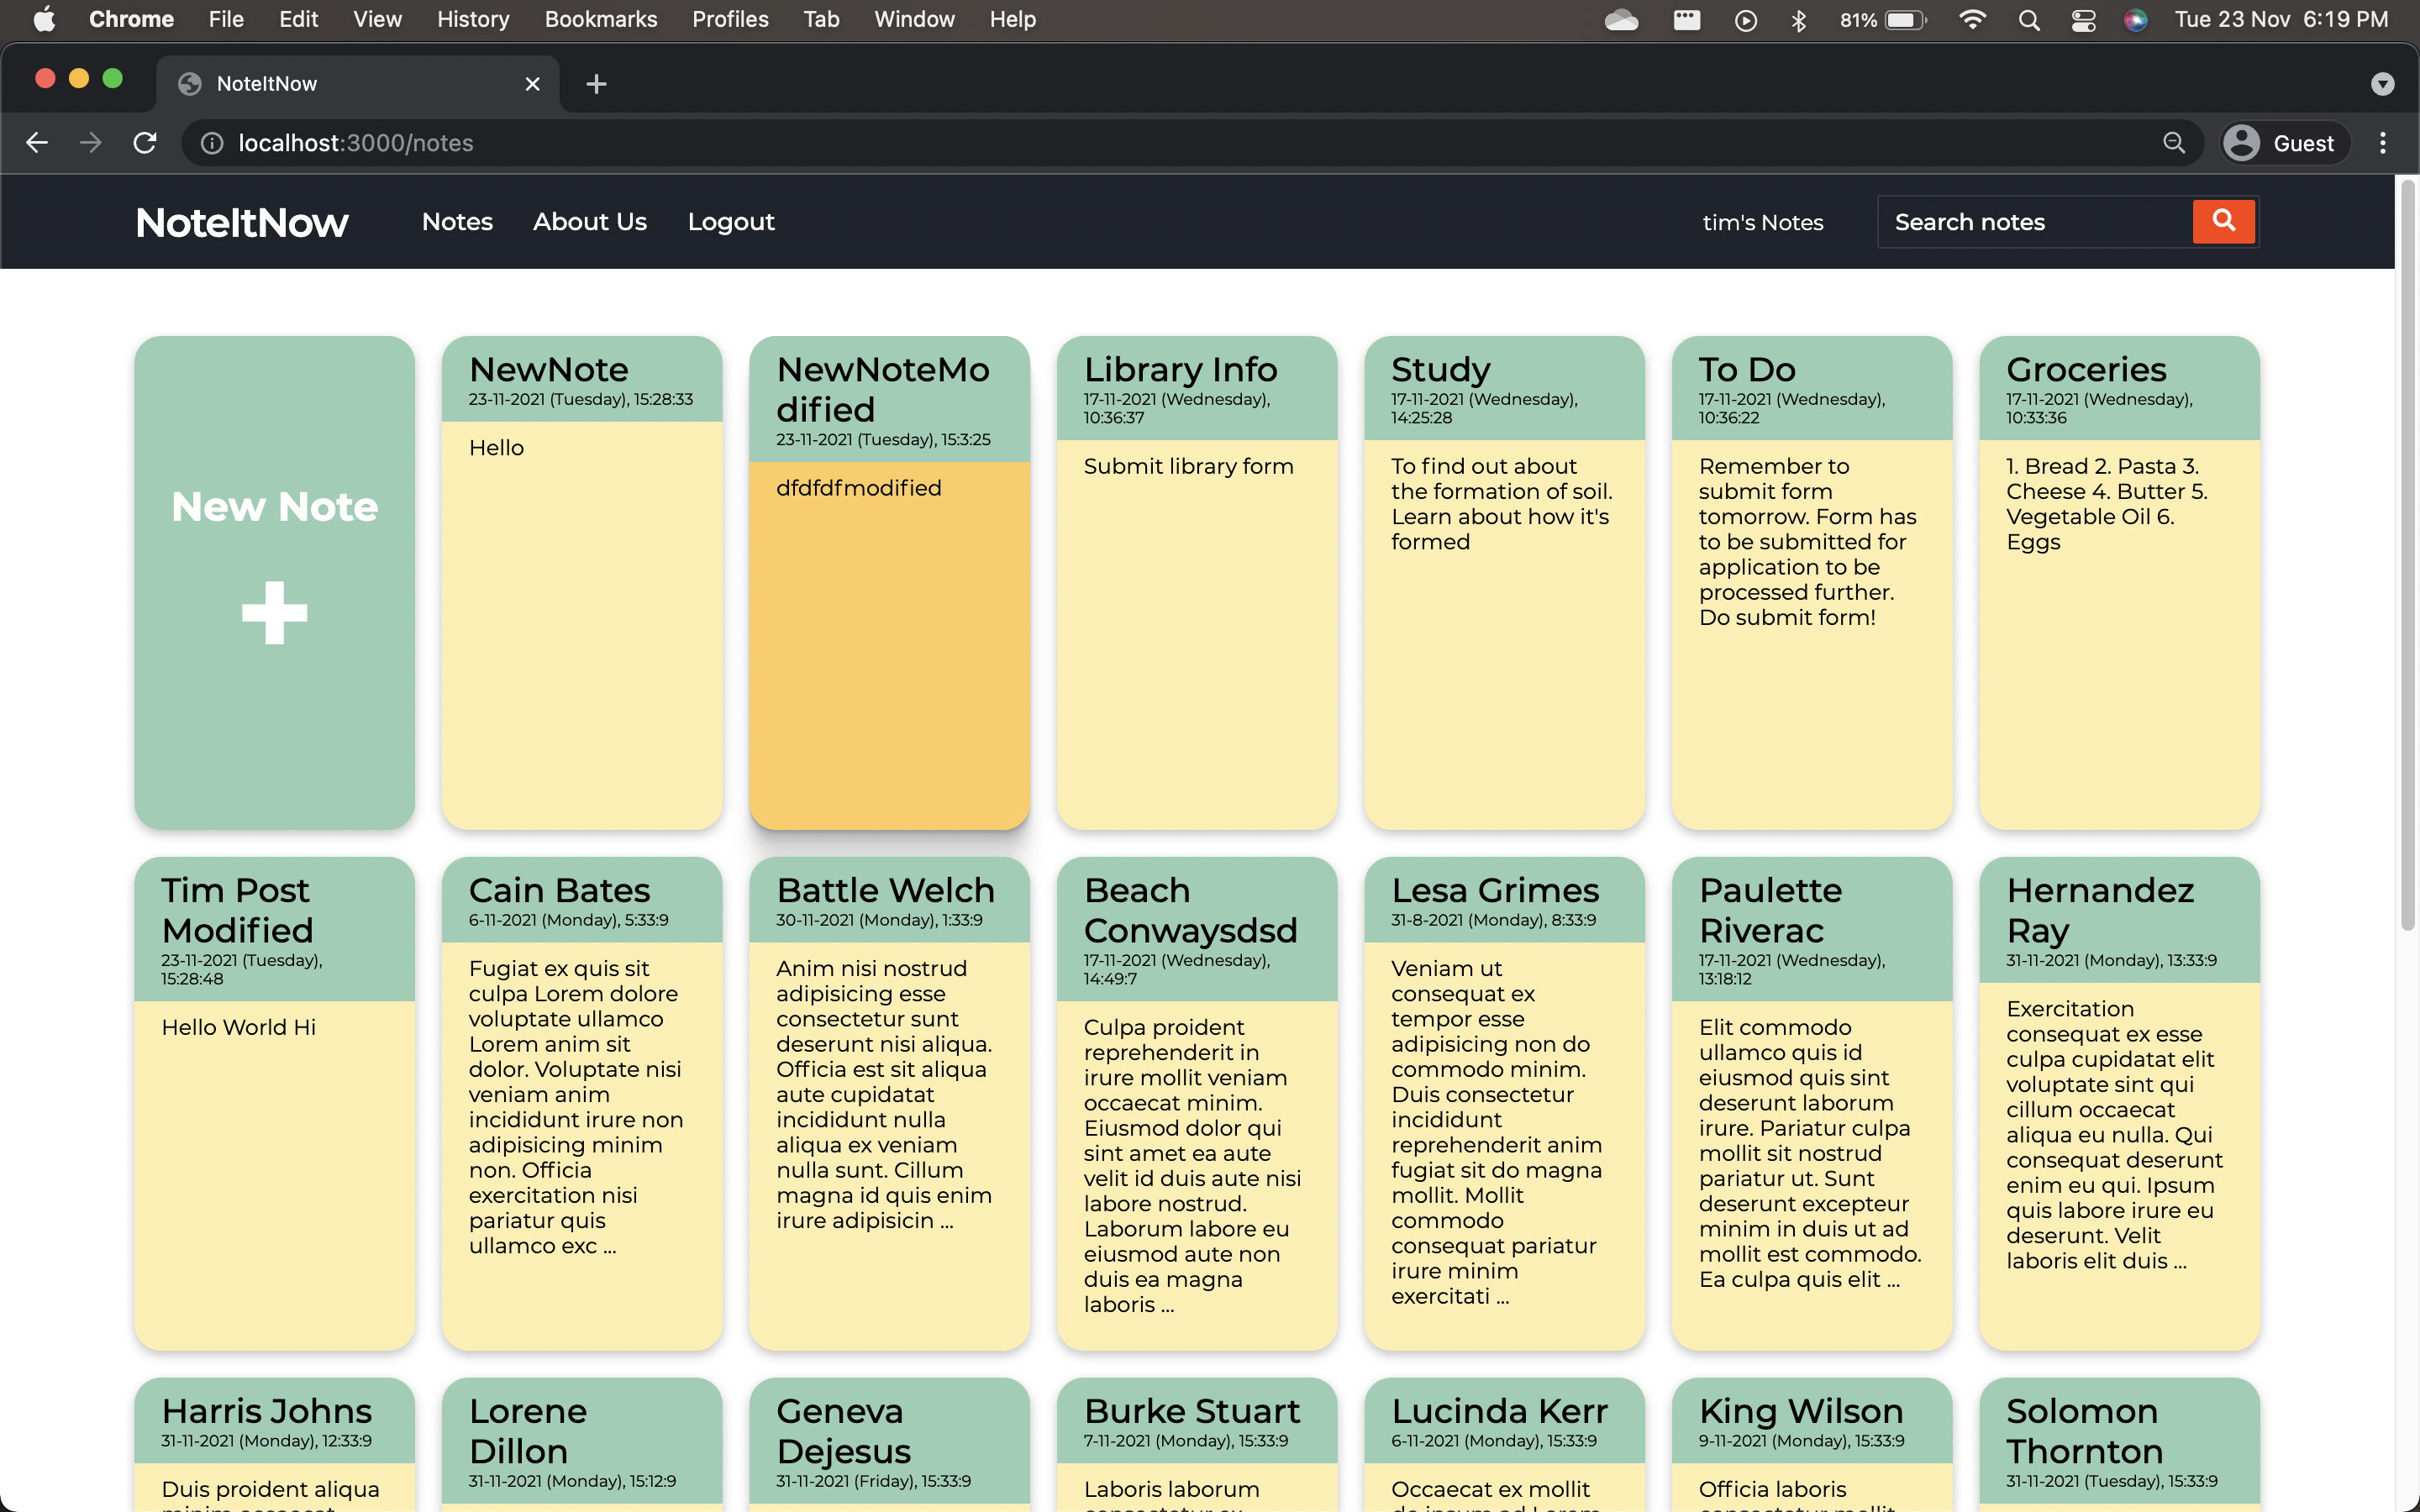 Chrome File Edit View History Bookmarks Profiles Tab Window Help 81% Tue 23 Nov 6:19 PM
NoteItNow
localhost:3000/notes Guest
NoteItNow Notes About Us Logout tim's Notes Search notes
New Note
NewNote
23-11-2021 (Tuesday), 15:28:33
Hello
NewNoteMo
dified
23-11-2021 (Tuesday), 15:3:25
dfdfdfmodified
Library Info
17-11-2021 (Wednesday),
10:36:37
Submit library form
Study
17-11-2021 (Wednesday),
14:25:28
To find out about
the formation of soil.
Learn about how it's
formed
To Do
17-11-2021 (Wednesday),
10:36:22
Remember to
submit form
tomorrow. Form has
to be submitted for
application to be
processed further.
Do submit form!
Groceries
17-11-2021 (Wednesday),
10:33:36
1. Bread 2. Pasta 3.
Cheese 4. Butter 5.
Vegetable Oil 6.
Eggs
Tim Post
Modified
23-11-2021 (Tuesday),
15:28:48
Hello World Hi
Cain Bates
6-11-2021 (Monday), 5:33:9
Fugiat ex quis sit
culpa Lorem dolore
voluptate ullamco
Lorem anim sit
dolor. Voluptate nisi
veniam anim
incididunt irure non
adipisicing minim
non. Officia
exercitation nisi
pariatur quis
ullamco exc ...
Battle Welch
30-11-2021 (Monday), 1:33:9
Anim nisi nostrud
adipisicing esse
consectetur sunt
deserunt nisi aliqua.
Officia est sit aliqua
aute cupidatat
incididunt nulla
aliqua ex veniam
nulla sunt. Cillum
magna id quis enim
irure adipisicin ...
Beach
Conwaysdsd
17-11-2021 (Wednesday),
14:49:7
Culpa proident
reprehenderit in
irure mollit veniam
occaecat minim.
Eiusmod dolor qui
sint amet ea aute
velit id duis aute nisi
labore nostrud.
Laborum labore eu
eiusmod aute non
duis ea magna
laboris ...
Lesa Grimes
31-8-2021 (Monday), 8:33:9
Veniam ut
consequat ex
tempor esse
adipisicing non do
commodo minim.
Duis consectetur
incididunt
reprehenderit anim
fugiat sit do magna
mollit. Mollit
commodo
consequat pariatur
irure minim
exercitati ...
Paulette
Riverac
17-11-2021 (Wednesday),
13:18:12
Elit commodo
ullamco quis id
eiusmod quis sint
deserunt laborum
irure. Pariatur culpa
mollit sit nostrud
pariatur ut. Sunt
deserunt excepteur
minim in duis ut ad
mollit est commodo.
Ea culpa quis elit ...
Hernandez
Ray
31-11-2021 (Monday), 13:33:9
Exercitation
consequat ex esse
culpa cupidatat elit
voluptate sint qui
cillum occaecat
aliqua eu nulla. Qui
consequat deserunt
enim eu qui. Ipsum
quis labore irure eu
deserunt. Velit
laboris elit duis ...
Harris Johns
31-11-2021 (Monday), 12:33:9
Duis proident aliqua
Lorene
Dillon
31-11-2021 (Monday), 15:12:9
Geneva
Dejesus
31-11-2021 (Friday), 15:33:9
Burke Stuart
7-11-2021 (Monday), 15:33:9
Laboris laborum
Lucinda Kerr
6-11-2021 (Monday), 15:33:9
Occaecat ex mollit
King Wilson
9-11-2021 (Monday), 15:33:9
Officia laboris
Solomon
Thornton
31-11-2021 (Tuesday), 15:33:9